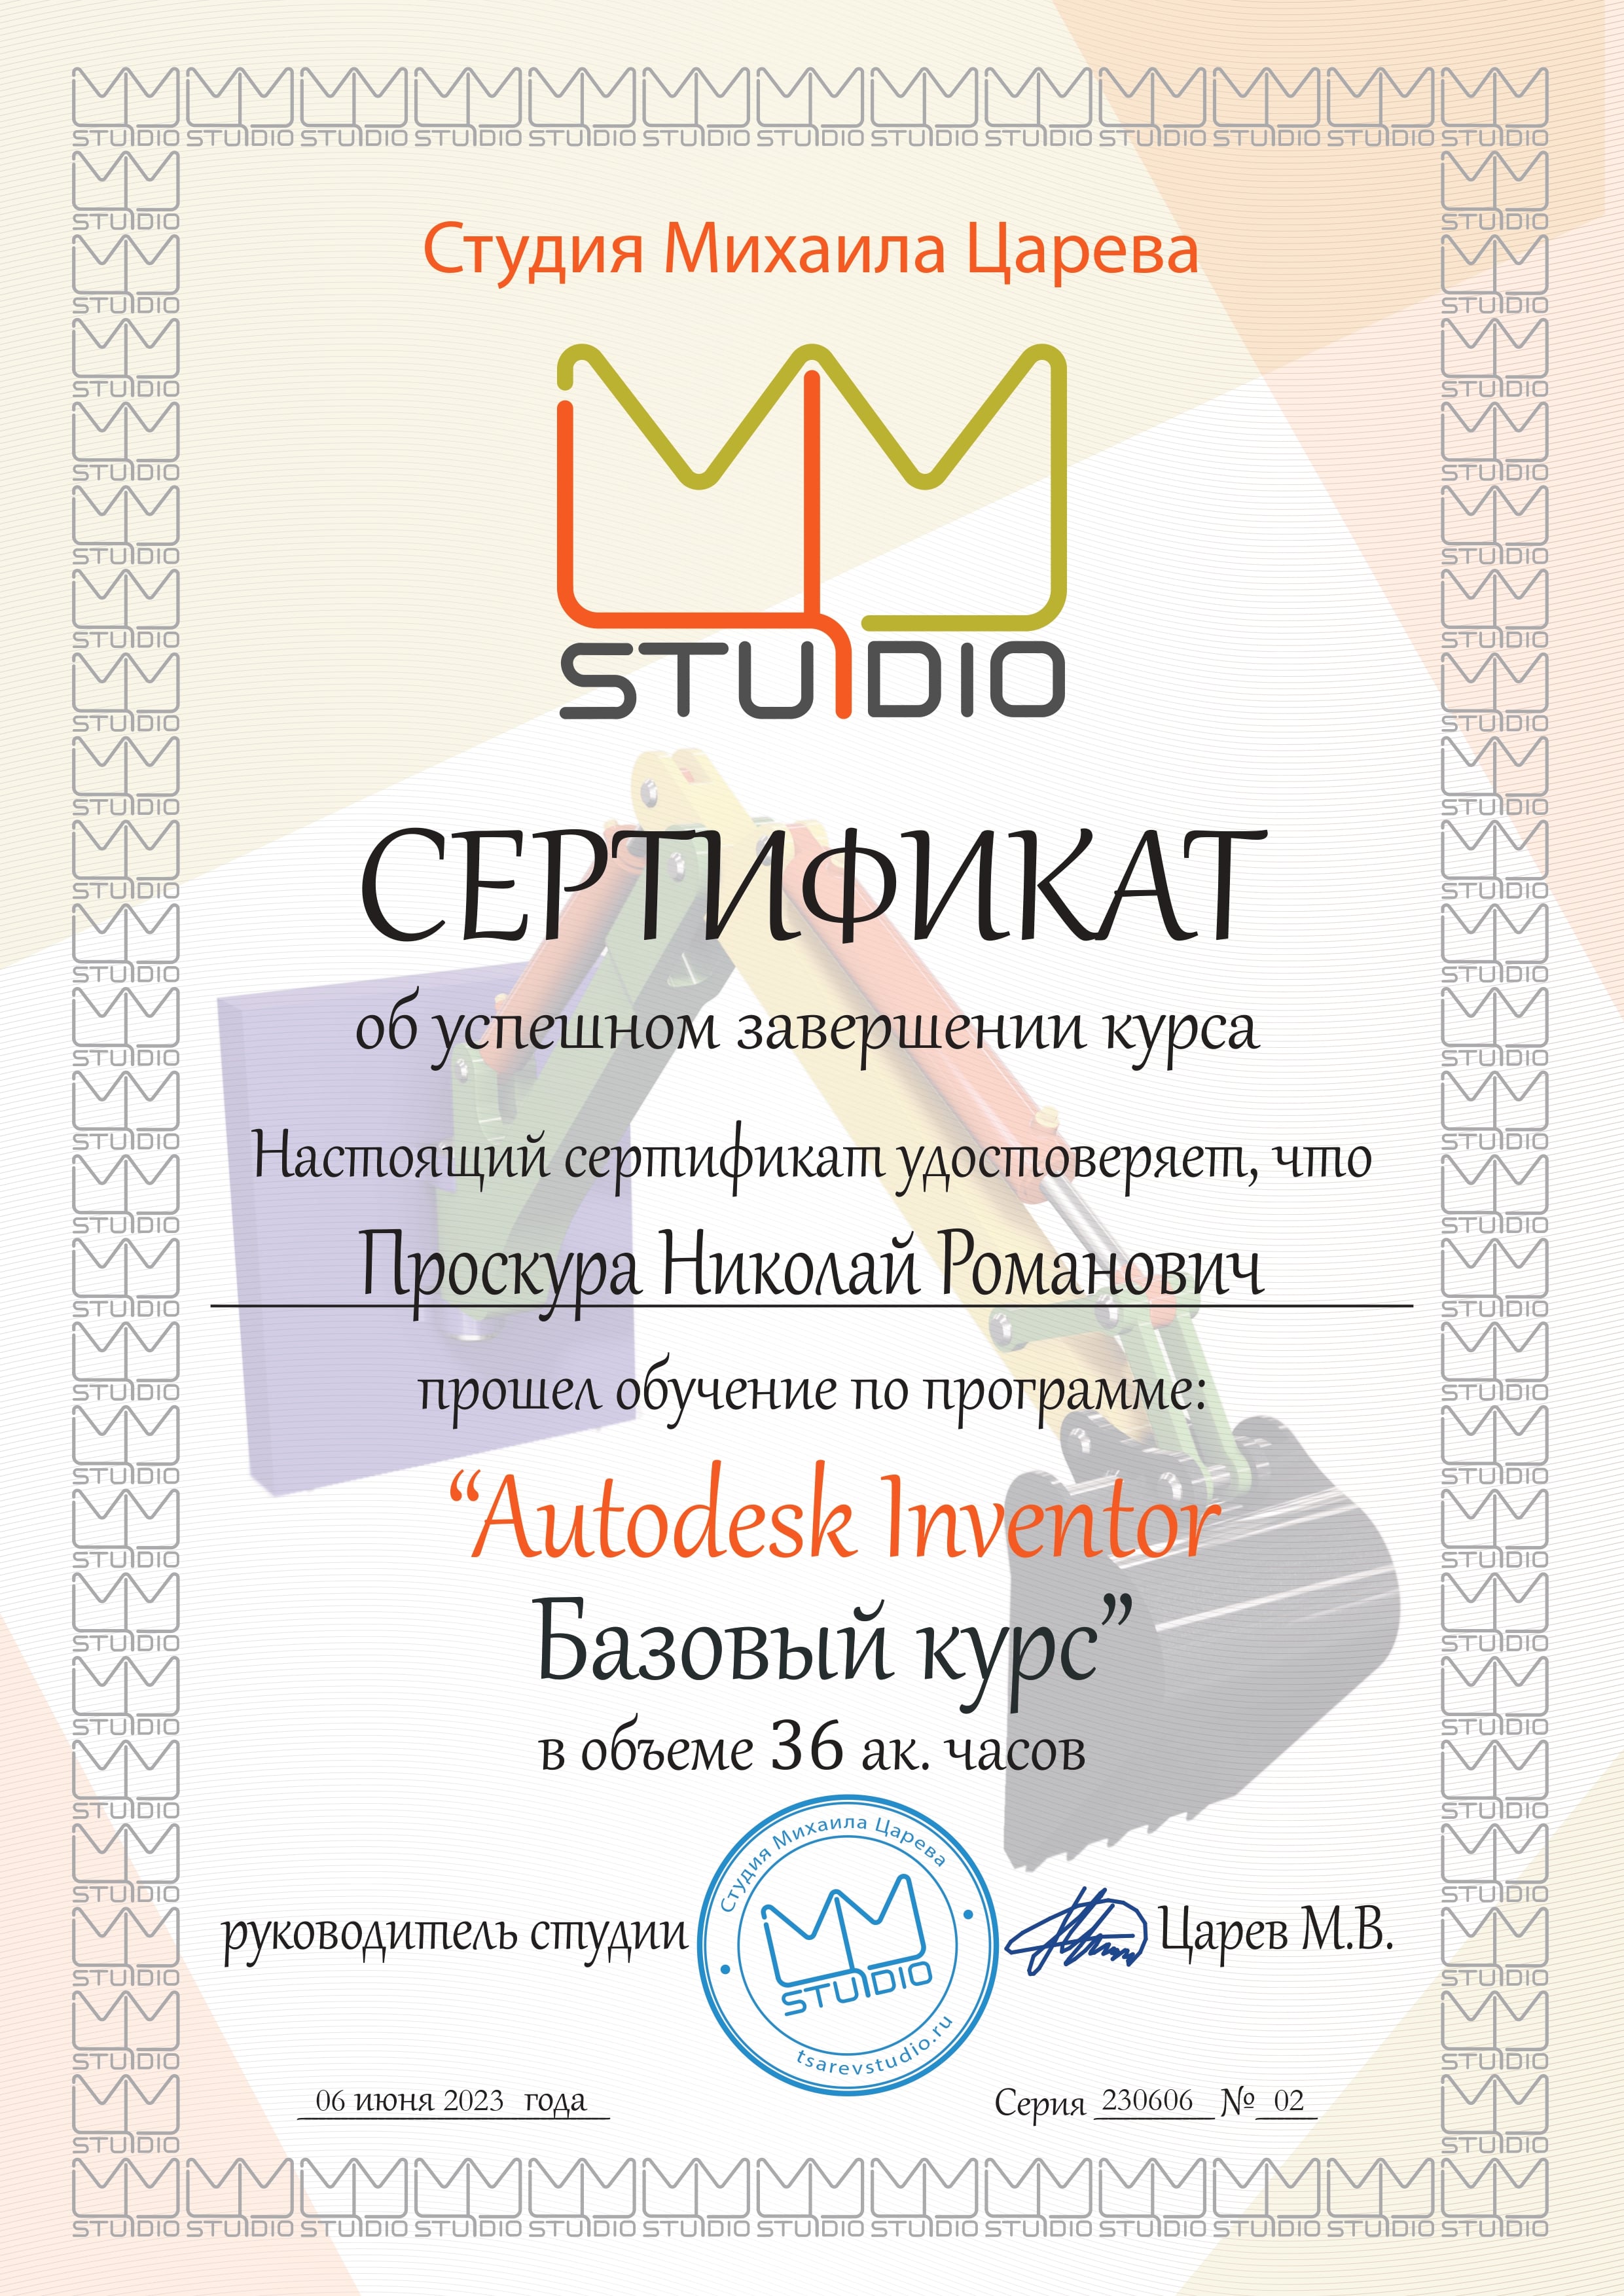 Студия Михаила Царева
STUDIO
СЕРТИФИКАТ
об успешном завершении курса
Настоящий сертификат удостоверяет, что
Проскура Николай Романович
прошел обучение по программе:
“Autodesk Inventor
Базовый курс”
в объеме 36 ак. часов
руководитель студии
Студия Михаила Царева
STUDIO
tsarevstudio.ru
Царев М.В.
06 июня 2023 года
Серия 230606 № 02